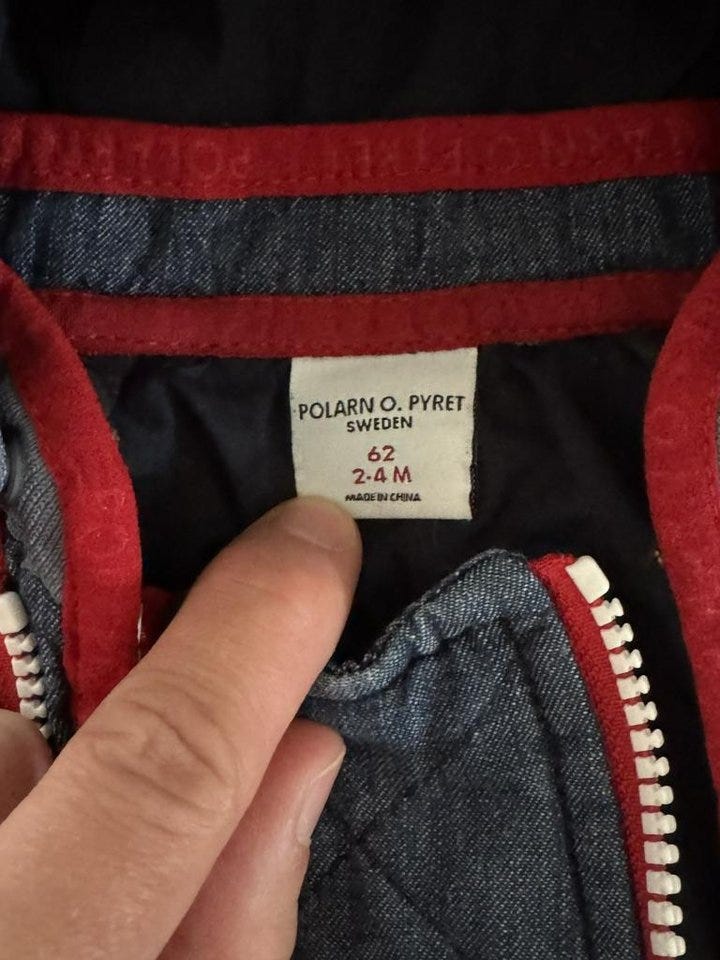 POLARN O. PYRET
SWEDEN
62
2-4 M
MADE IN CHINA